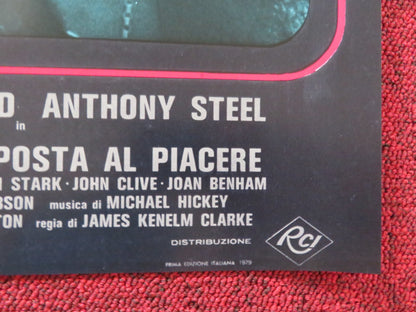 D ANTHONY STEEL
in
POSTA AL PIACERE
STARK · JOHN CLIVE · JOAN BENHAM
RSON musica di MICHAEL HICKEY
TON regia di JAMES KENELM CLARKE
DISTRIBUZIONE RCI
PRIMA EDIZIONE ITALIANA 1979